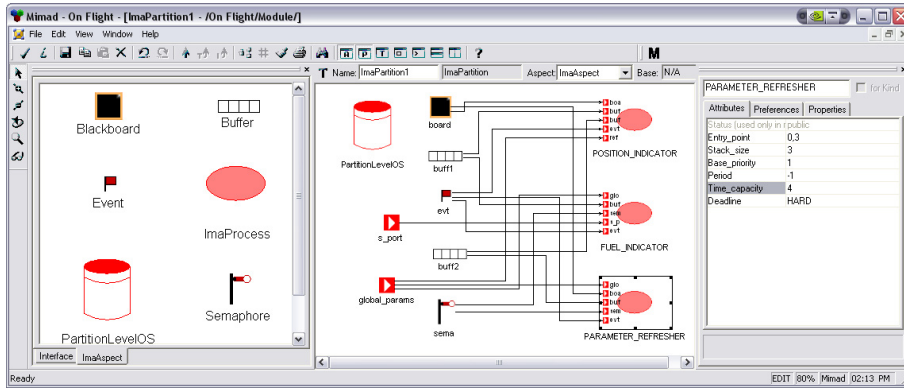 Mimad - On Flight - [ImaPartition1 - /On Flight/Module/]
File Edit View Window Help
M
T Name: ImaPartition1 ImaPartition Aspect: ImaAspect Base: N/A
Blackboard
Buffer
Event
ImaProcess
PartitionLevelOS
Semaphore
Interface ImaAspect
PartitionLevelOS
board
buff1
evt
s_port
buff2
global_params
sema
boa
buf
buf
evt
ref
POSITION_INDICATOR
glo
buf
sem
s_p
evt
FUEL_INDICATOR
glo
boa
buf
sem
evt
PARAMETER_REFRESHER
PARAMETER_REFRESHER for Kind
Attributes Preferences Properties
Status (used only in r public
Entry_point 0,3
Stack_size 3
Base_priority 1
Period -1
Time_capacity 4
Deadline HARD
Ready
EDIT 80% Mimad 02:13 PM